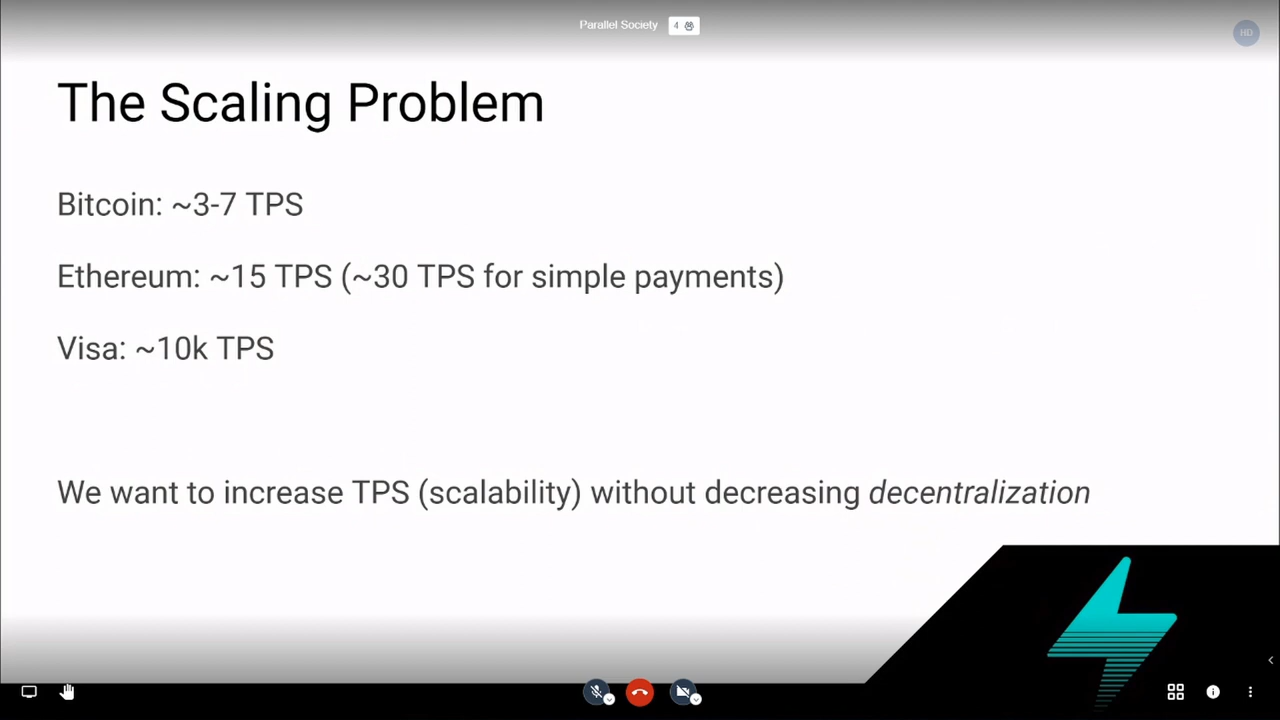 Parallel Society 4
HD
The Scaling Problem
Bitcoin: ~3-7 TPS
Ethereum: ~15 TPS (~30 TPS for simple payments)
Visa: ~10k TPS
We want to increase TPS (scalability) without decreasing decentralization